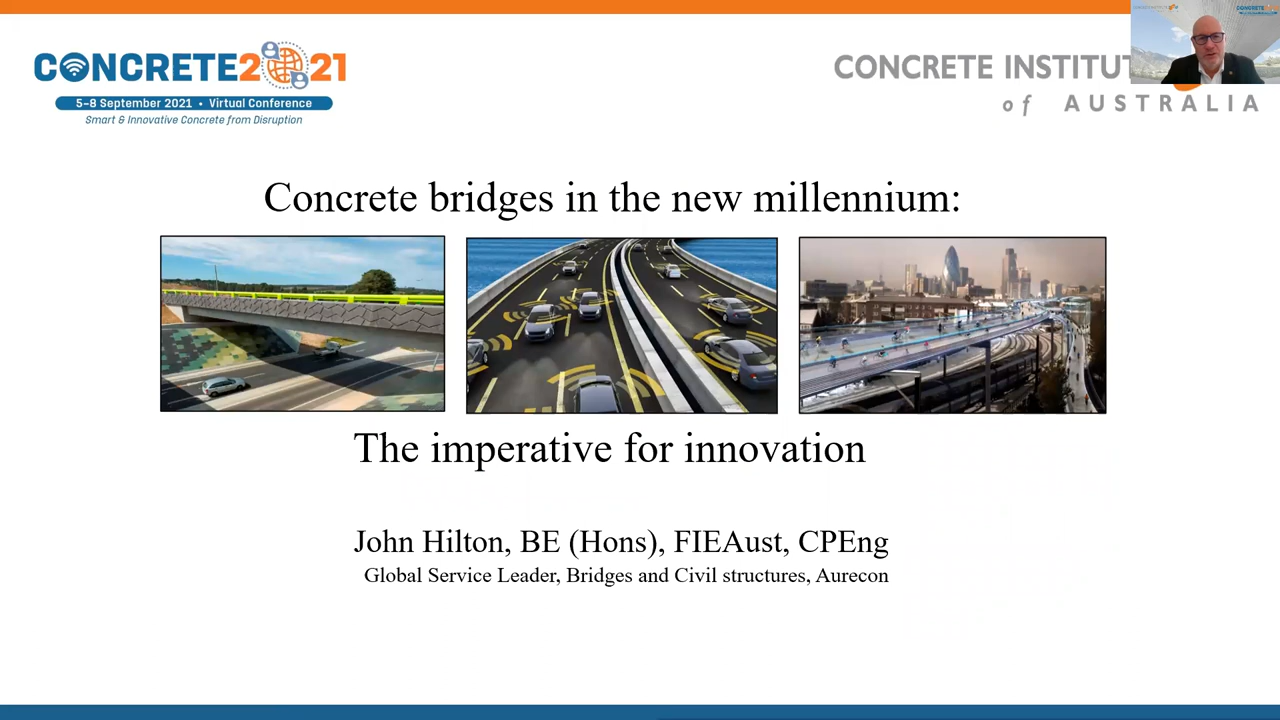 CONCRETE2021
5-8 September 2021 • Virtual Conference
Smart & Innovative Concrete from Disruption
CONCRETE
of AUSTRALIA
Concrete bridges in the new millennium:
The imperative for innovation
John Hilton, BE (Hons), FIEAust, CPEng
Global Service Leader, Bridges and Civil structures, Aurecon